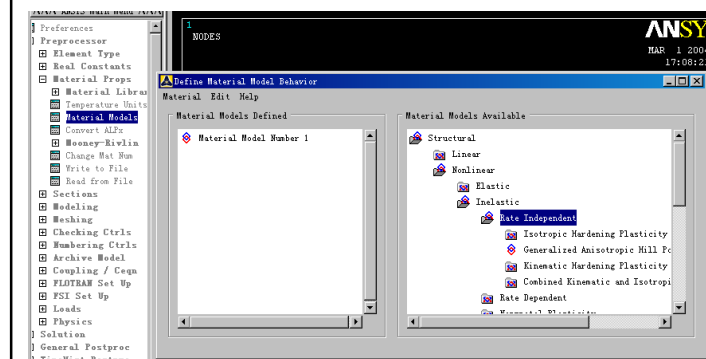 ANSYS Main Menu
Preferences
Preprocessor
Element Type
Real Constants
Material Props
Material Librar
Temperature Units
Material Models
Convert ALPx
Mooney-Rivlin
Change Mat Num
Write to File
Read from File
Sections
Modeling
Meshing
Checking Ctrls
Numbering Ctrls
Archive Model
Coupling / Ceqn
FLOTRAN Set Up
FSI Set Up
Loads
Physics
Solution
General Postproc
1
NODES
ANSY
MAR 1 200
17:08:2
Define Material Model Behavior
Material Edit Help
Material Models Defined
Material Model Number 1
Material Models Available
Structural
Linear
Nonlinear
Elastic
Inelastic
Rate Independent
Isotropic Hardening Plasticity
Generalized Anisotropic Hill Po
Kinematic Hardening Plasticity
Combined Kinematic and Isotropi
Rate Dependent